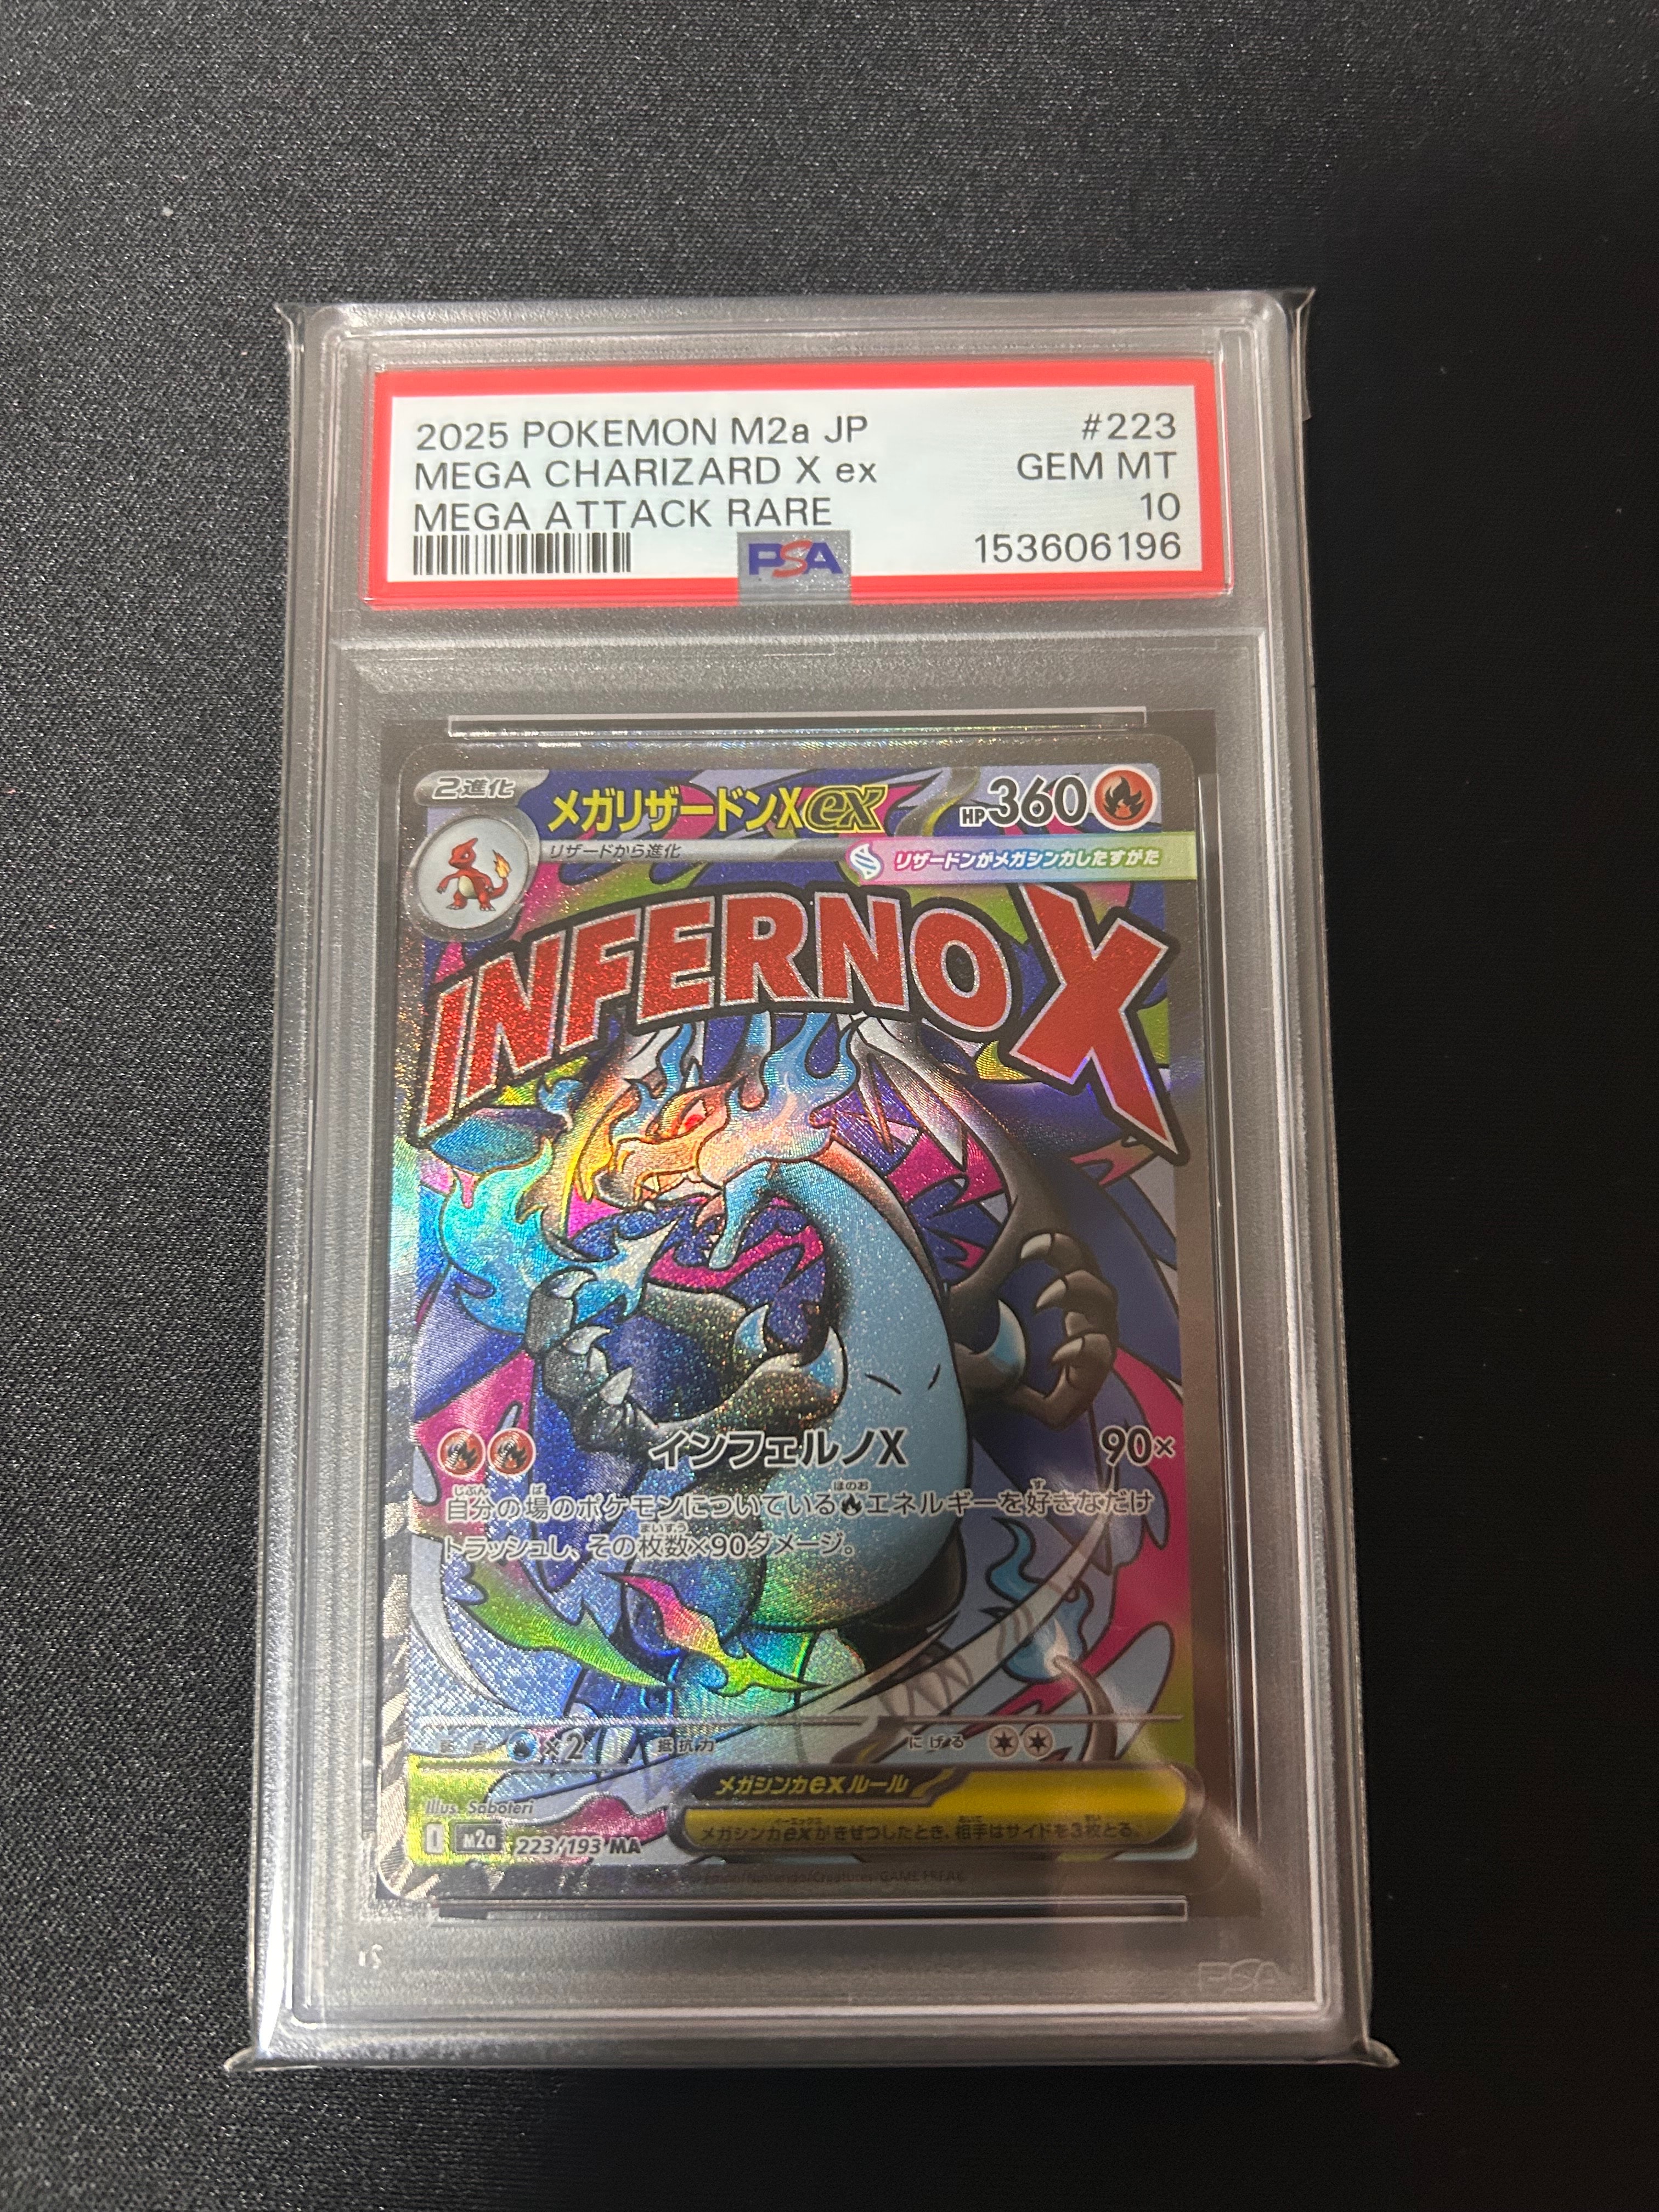 2025 POKEMON M2a JP #223
MEGA CHARIZARD X ex GEM MT
MEGA ATTACK RARE 10
PSA 153606196
2進化 メガリザードンXex HP360
リザードから進化
リザードンがメガシンカしたすがた
INFERNO X
インフェルノX 90×
自分の場のポケモンについているエネルギーを好きなだけ
トラッシュし、その枚数×90ダメージ。
弱点 ×2 抵抗力 にげる
メガシンカexルール
メガシンカexがきぜつしたとき、相手はサイドを3枚とる。
Illus. Saboteri
I M2a 223/193 MA
Nintendo/Creatures/GAME FREAK
PSA